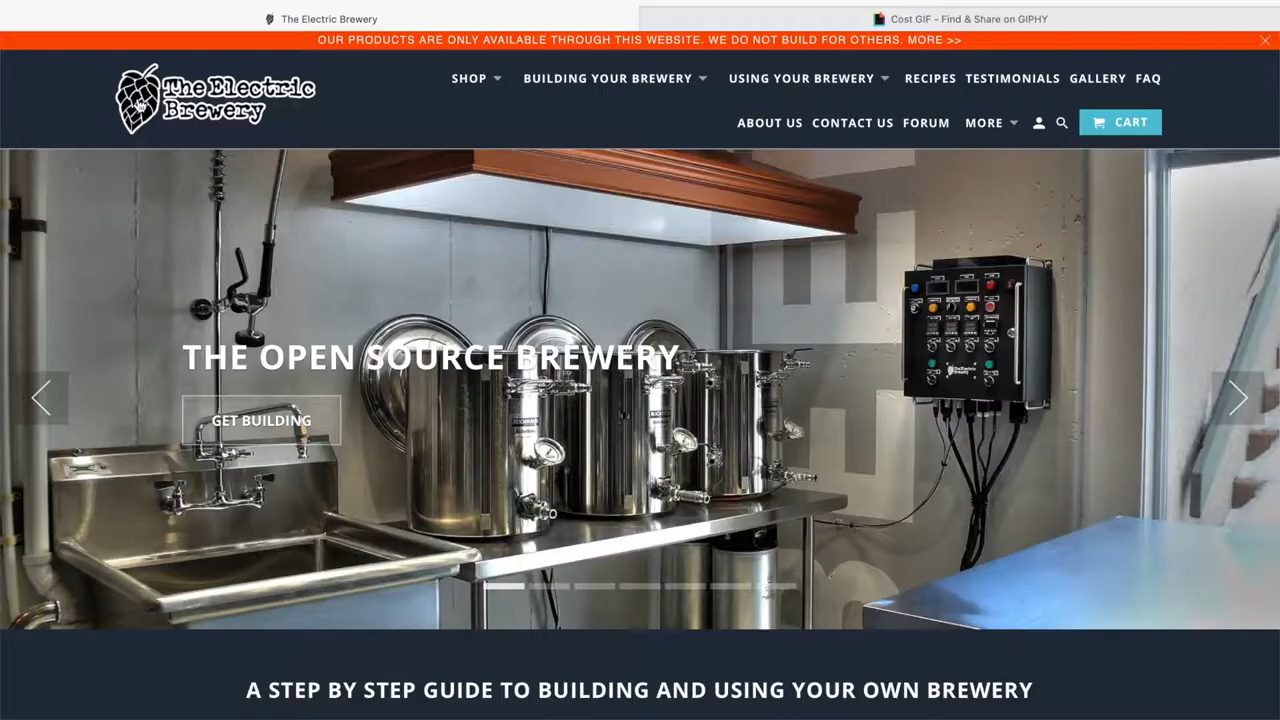 The Electric Brewery
Cost GIF - Find & Share on GIPHY
OUR PRODUCTS ARE ONLY AVAILABLE THROUGH THIS WEBSITE. WE DO NOT BUILD FOR OTHERS. MORE >>
The Electric
Brewery
SHOP
BUILDING YOUR BREWERY
USING YOUR BREWERY
RECIPES
TESTIMONIALS
GALLERY
FAQ
ABOUT US
CONTACT US
FORUM
MORE
CART
THE OPEN SOURCE BREWERY
GET BUILDING
The Electric
Brewery
A STEP BY STEP GUIDE TO BUILDING AND USING YOUR OWN BREWERY